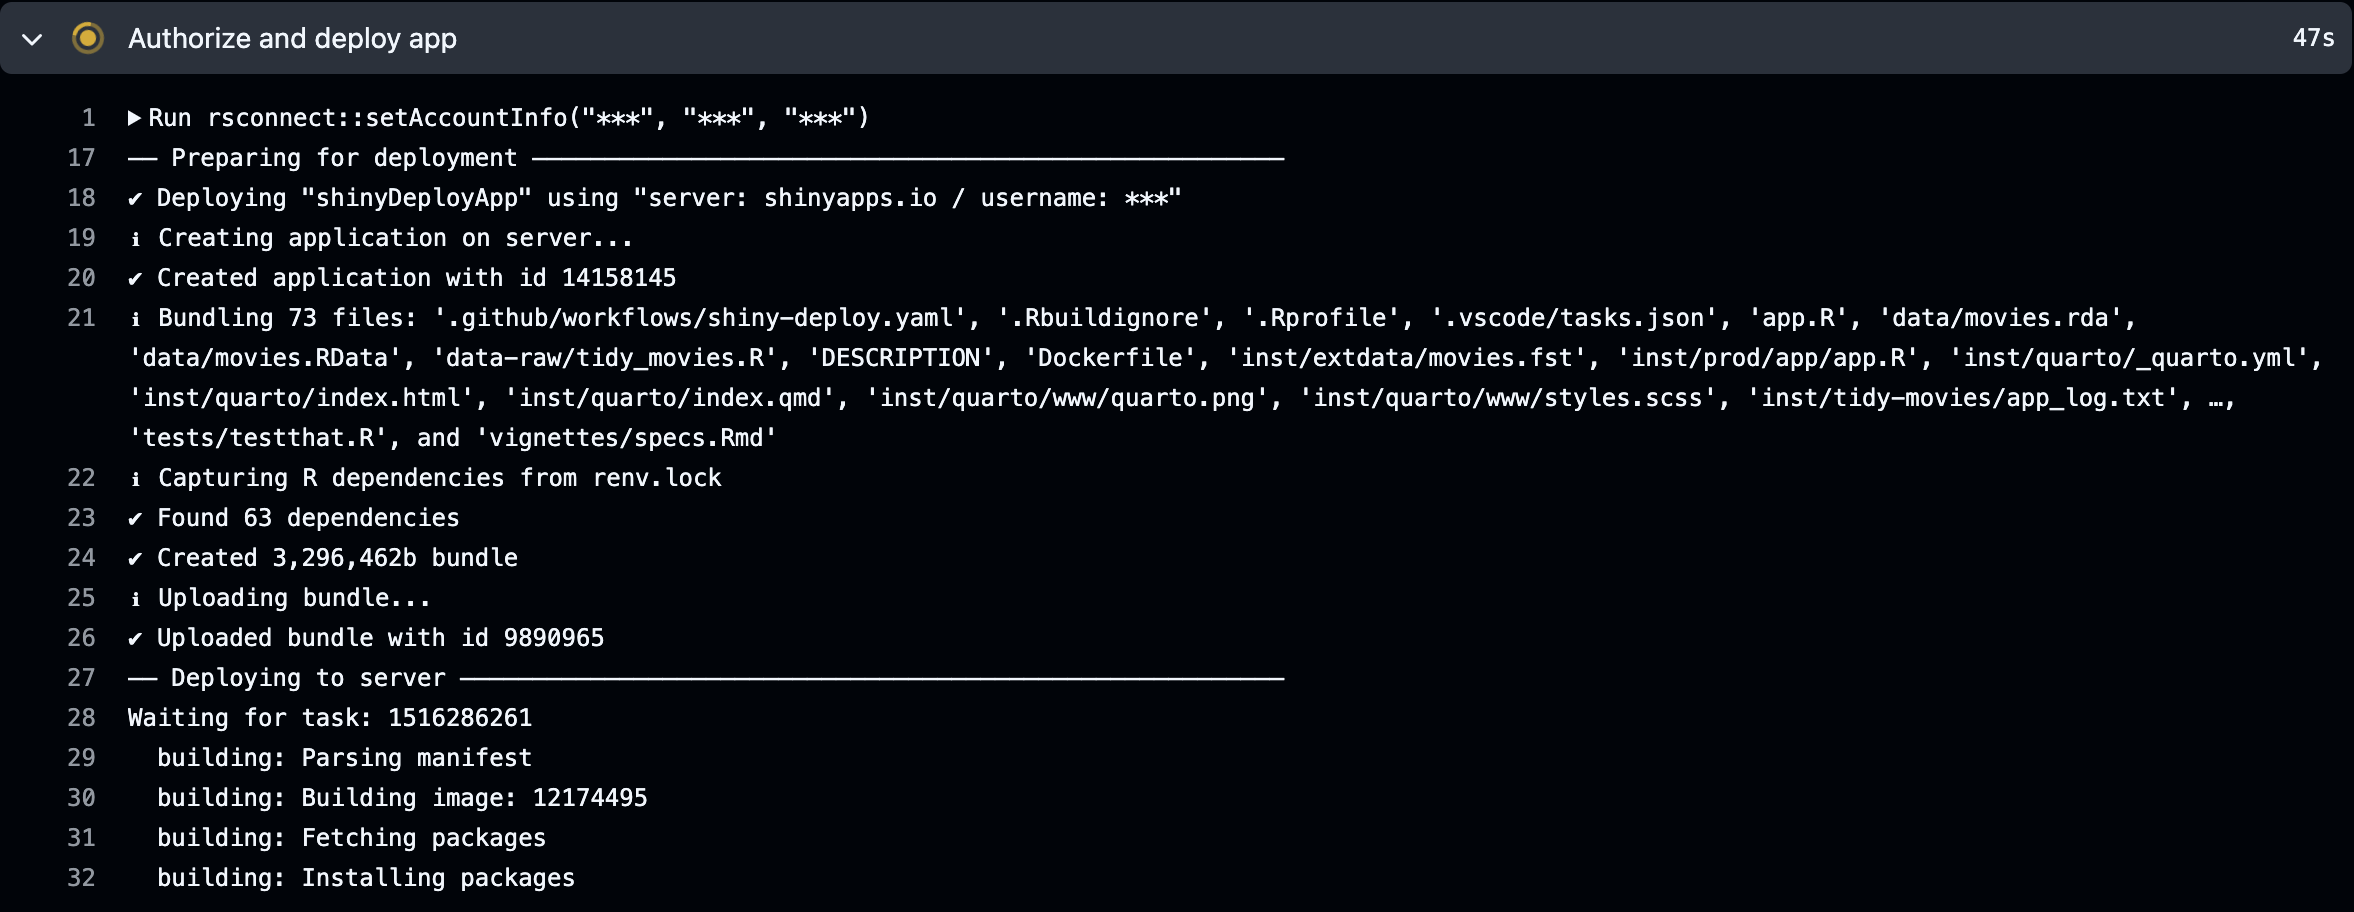 Authorize and deploy app 47s
1 ▶Run rsconnect::setAccountInfo("***", "***", "***")
17 ── Preparing for deployment ────────────────────────────────────────────────────
18 ✔ Deploying "shinyDeployApp" using "server: shinyapps.io / username: ***"
19 ℹ Creating application on server...
20 ✔ Created application with id 14158145
21 ℹ Bundling 73 files: '.github/workflows/shiny-deploy.yaml', '.Rbuildignore', '.Rprofile', '.vscode/tasks.json', 'app.R', 'data/movies.rda',
'data/movies.RData', 'data-raw/tidy_movies.R', 'DESCRIPTION', 'Dockerfile', 'inst/extdata/movies.fst', 'inst/prod/app/app.R', 'inst/quarto/_quarto.yml',
'inst/quarto/index.html', 'inst/quarto/index.qmd', 'inst/quarto/www/quarto.png', 'inst/quarto/www/styles.scss', 'inst/tidy-movies/app_log.txt', …,
'tests/testthat.R', and 'vignettes/specs.Rmd'
22 ℹ Capturing R dependencies from renv.lock
23 ✔ Found 63 dependencies
24 ✔ Created 3,296,462b bundle
25 ℹ Uploading bundle...
26 ✔ Uploaded bundle with id 9890965
27 ── Deploying to server ─────────────────────────────────────────────────────────
28 Waiting for task: 1516286261
29 building: Parsing manifest
30 building: Building image: 12174495
31 building: Fetching packages
32 building: Installing packages